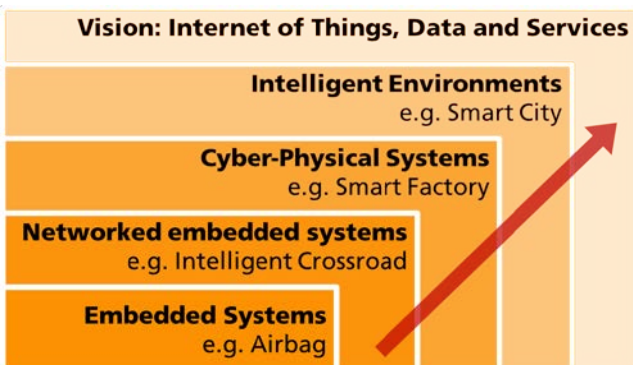 Vision: Internet of Things, Data and Services
Intelligent Environments
e.g. Smart City
Cyber-Physical Systems
e.g. Smart Factory
Networked embedded systems
e.g. Intelligent Crossroad
Embedded Systems
e.g. Airbag